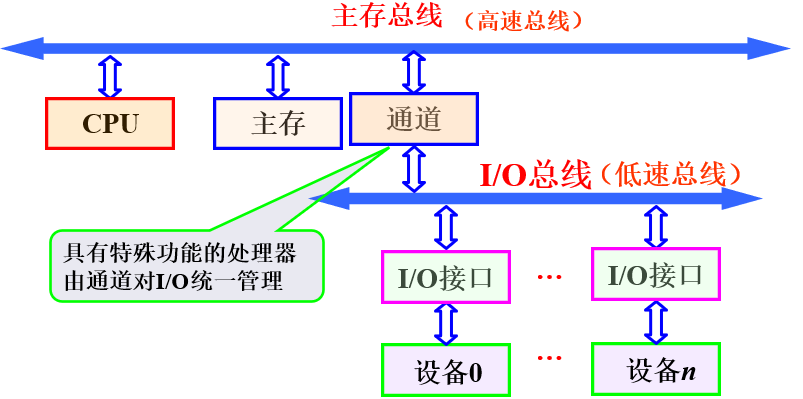 主存总线（高速总线）
CPU
主存
通道
I/O总线（低速总线）
具有特殊功能的处理器
由通道对I/O统一管理
I/O接口
...
I/O接口
设备0
...
设备n